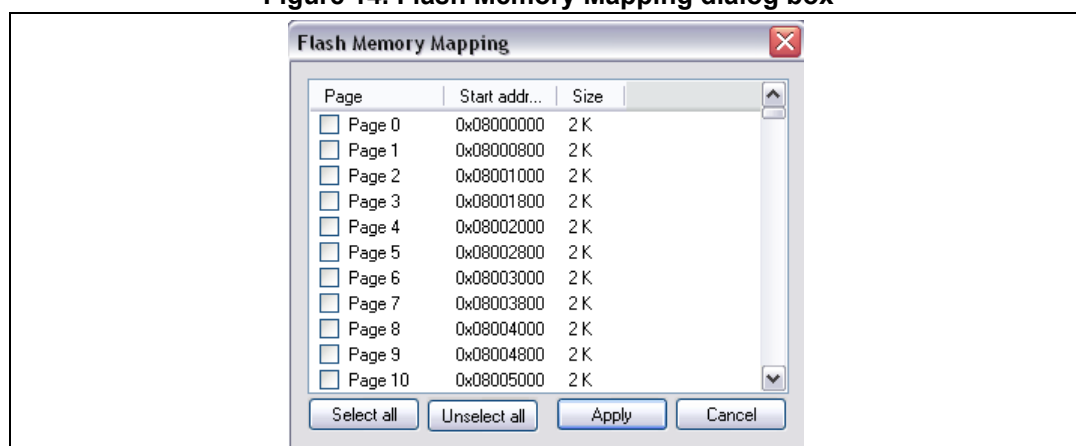 Figure 14. Flash Memory Mapping dialog box
Flash Memory Mapping
Page Start addr... Size
Page 0 0x08000000 2 K
Page 1 0x08000800 2 K
Page 2 0x08001000 2 K
Page 3 0x08001800 2 K
Page 4 0x08002000 2 K
Page 5 0x08002800 2 K
Page 6 0x08003000 2 K
Page 7 0x08003800 2 K
Page 8 0x08004000 2 K
Page 9 0x08004800 2 K
Page 10 0x08005000 2 K
Select all Unselect all Apply Cancel